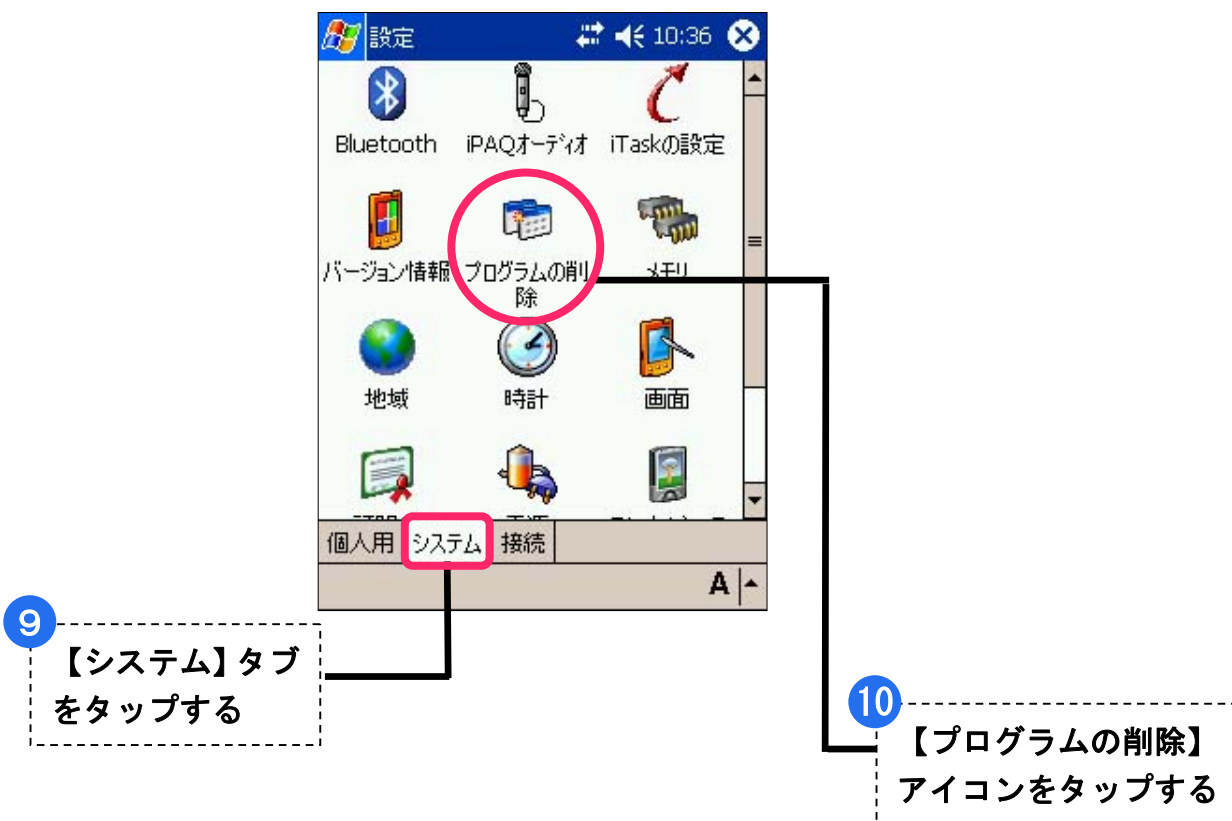 設定 10:36
Bluetooth iPAQオーディオ iTaskの設定
バージョン情報 プログラムの削
除 メモリ
地域 時計 画面
個人用 システム 接続
A
9
【システム】タブ
をタップする
10
【プログラムの削除】
アイコンをタップする